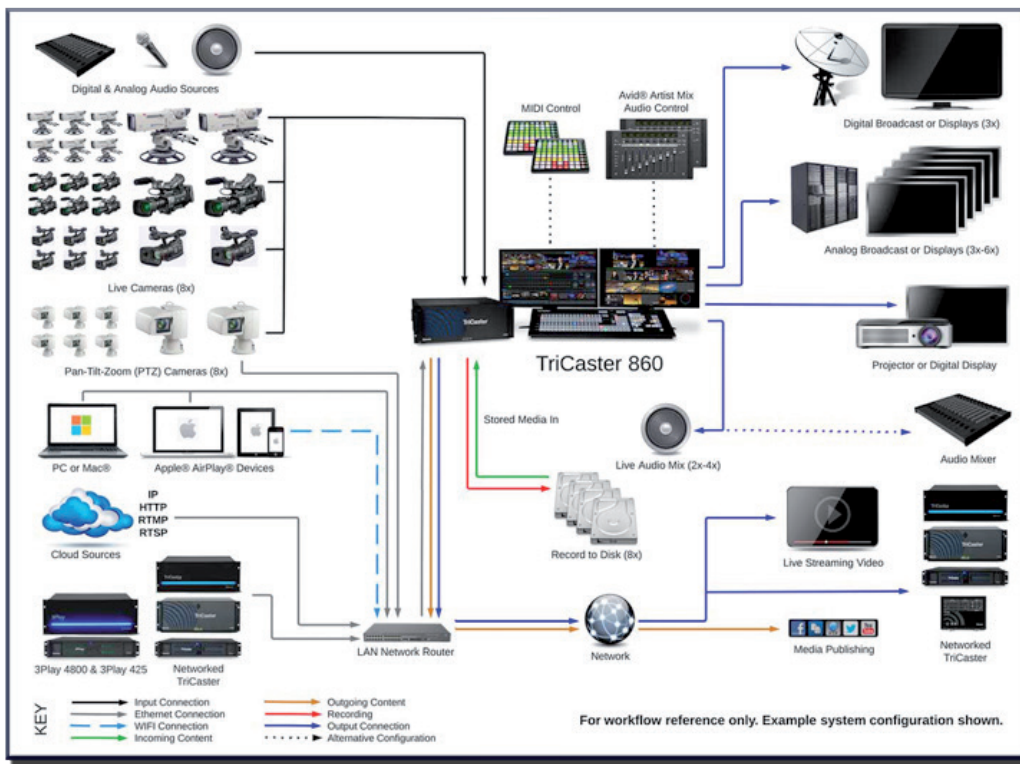 Digital & Analog Audio Sources
MIDI Control
Avid® Artist Mix
Audio Control
Digital Broadcast or Displays (3x)
Analog Broadcast or Displays (3x-6x)
Live Cameras (8x)
TriCaster
TriCaster 860
Projector or Digital Display
Pan-Tilt-Zoom (PTZ) Cameras (8x)
Stored Media In
PC or Mac®
Apple® AirPlay® Devices
Live Audio Mix (2x-4x)
Audio Mixer
IP
HTTP
RTMP
RTSP
Cloud Sources
Record to Disk (8x)
Live Streaming Video
TriCaster
TriCaster
3Play 4800 & 3Play 425
Networked
TriCaster
LAN Network Router
Network
Media Publishing
Networked
TriCaster
KEY
Input Connection
Ethernet Connection
WIFI Connection
Incoming Content
Outgoing Content
Recording
Output Connection
Alternative Configuration
For workflow reference only. Example system configuration shown.